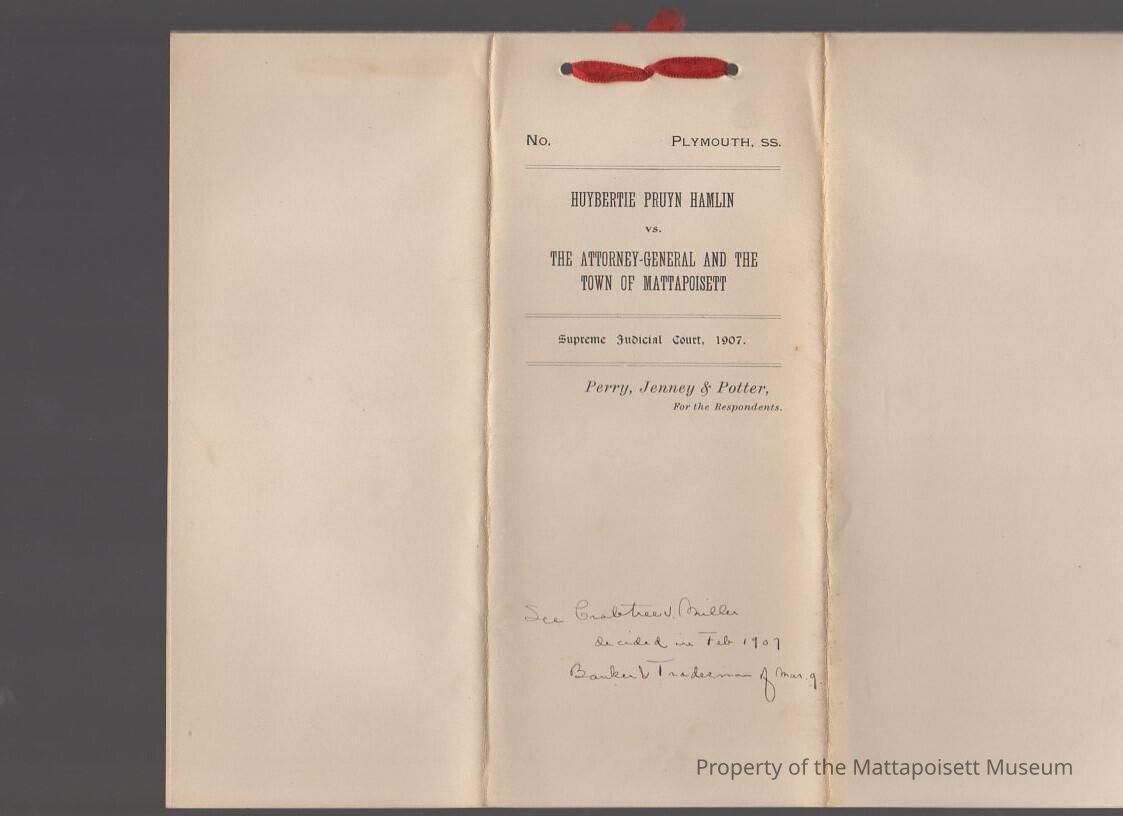 No. PLYMOUTH, SS.
HUYBERTIE PRUYN HAMLIN
vs.
THE ATTORNEY-GENERAL AND THE
TOWN OF MATTAPOISETT
Supreme Judicial Court, 1907.
Perry, Jenney & Potter,
For the Respondents.
See Crabtree v. Miller
decided in Feb 1907
Banker & Tradesman of Mar. 9.
Property of the Mattapoisett Museum